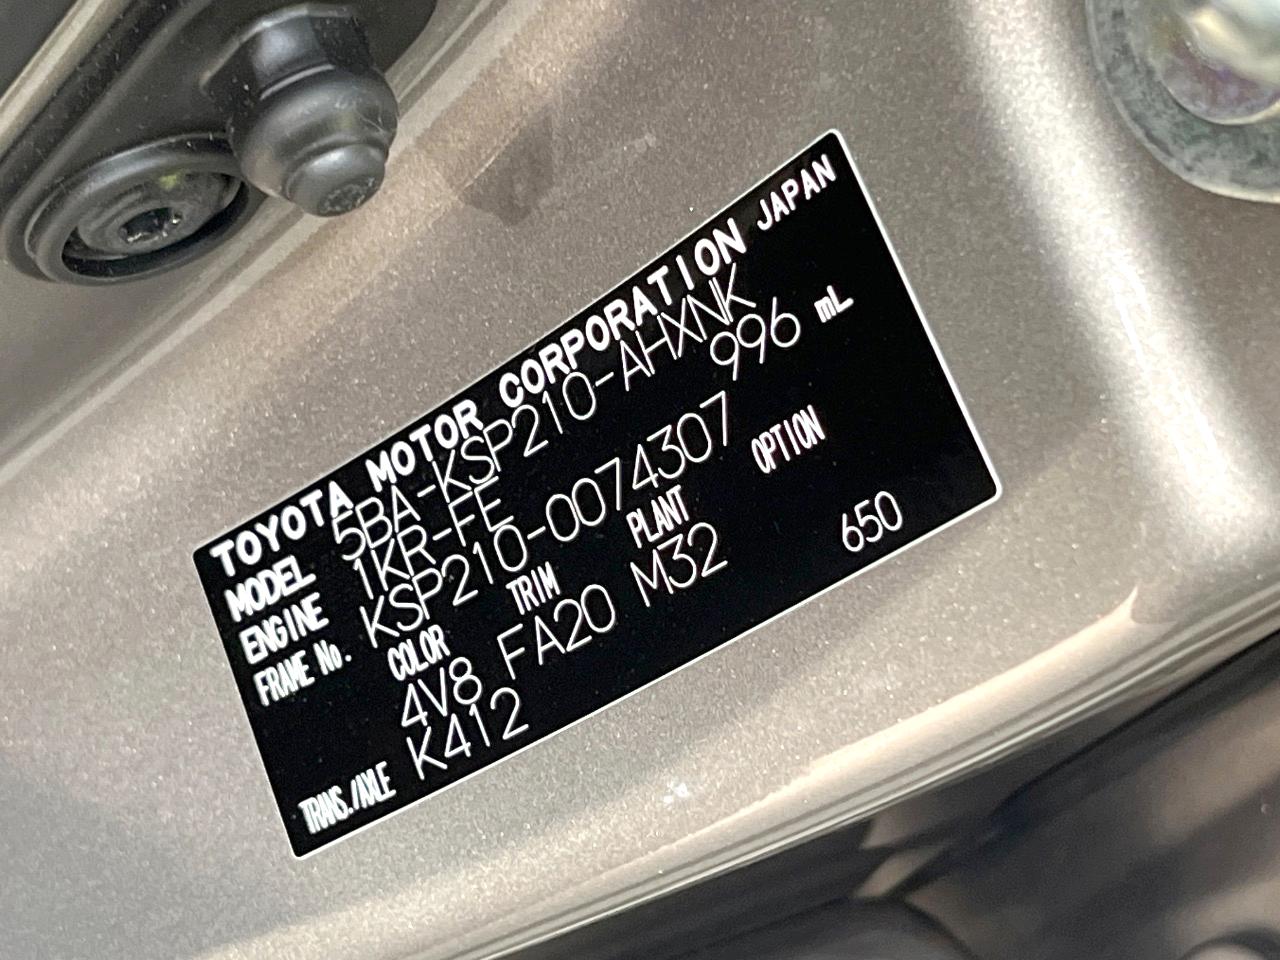 TOYOTA MOTOR CORPORATION JAPAN
MODEL 5BA-KSP210-AHXNK
ENGINE 1KR-FE 996 mL
FRAME No. KSP210-0074307
COLOR TRIM PLANT OPTION
4V8 FA20 M32 650
TRANS./AXLE K412